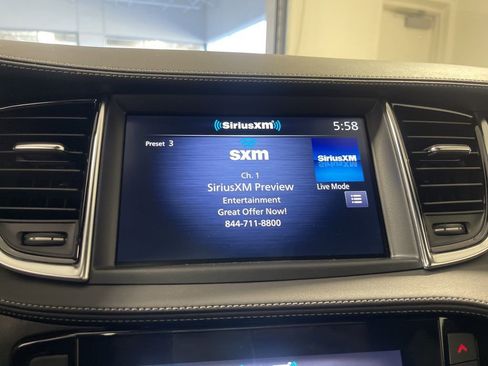 SiriusXM
5:58
Preset 3
sxm
Ch. 1
SiriusXM Preview
Entertainment
Great Offer Now!
844-711-8800
SiriusXM
Live Mode